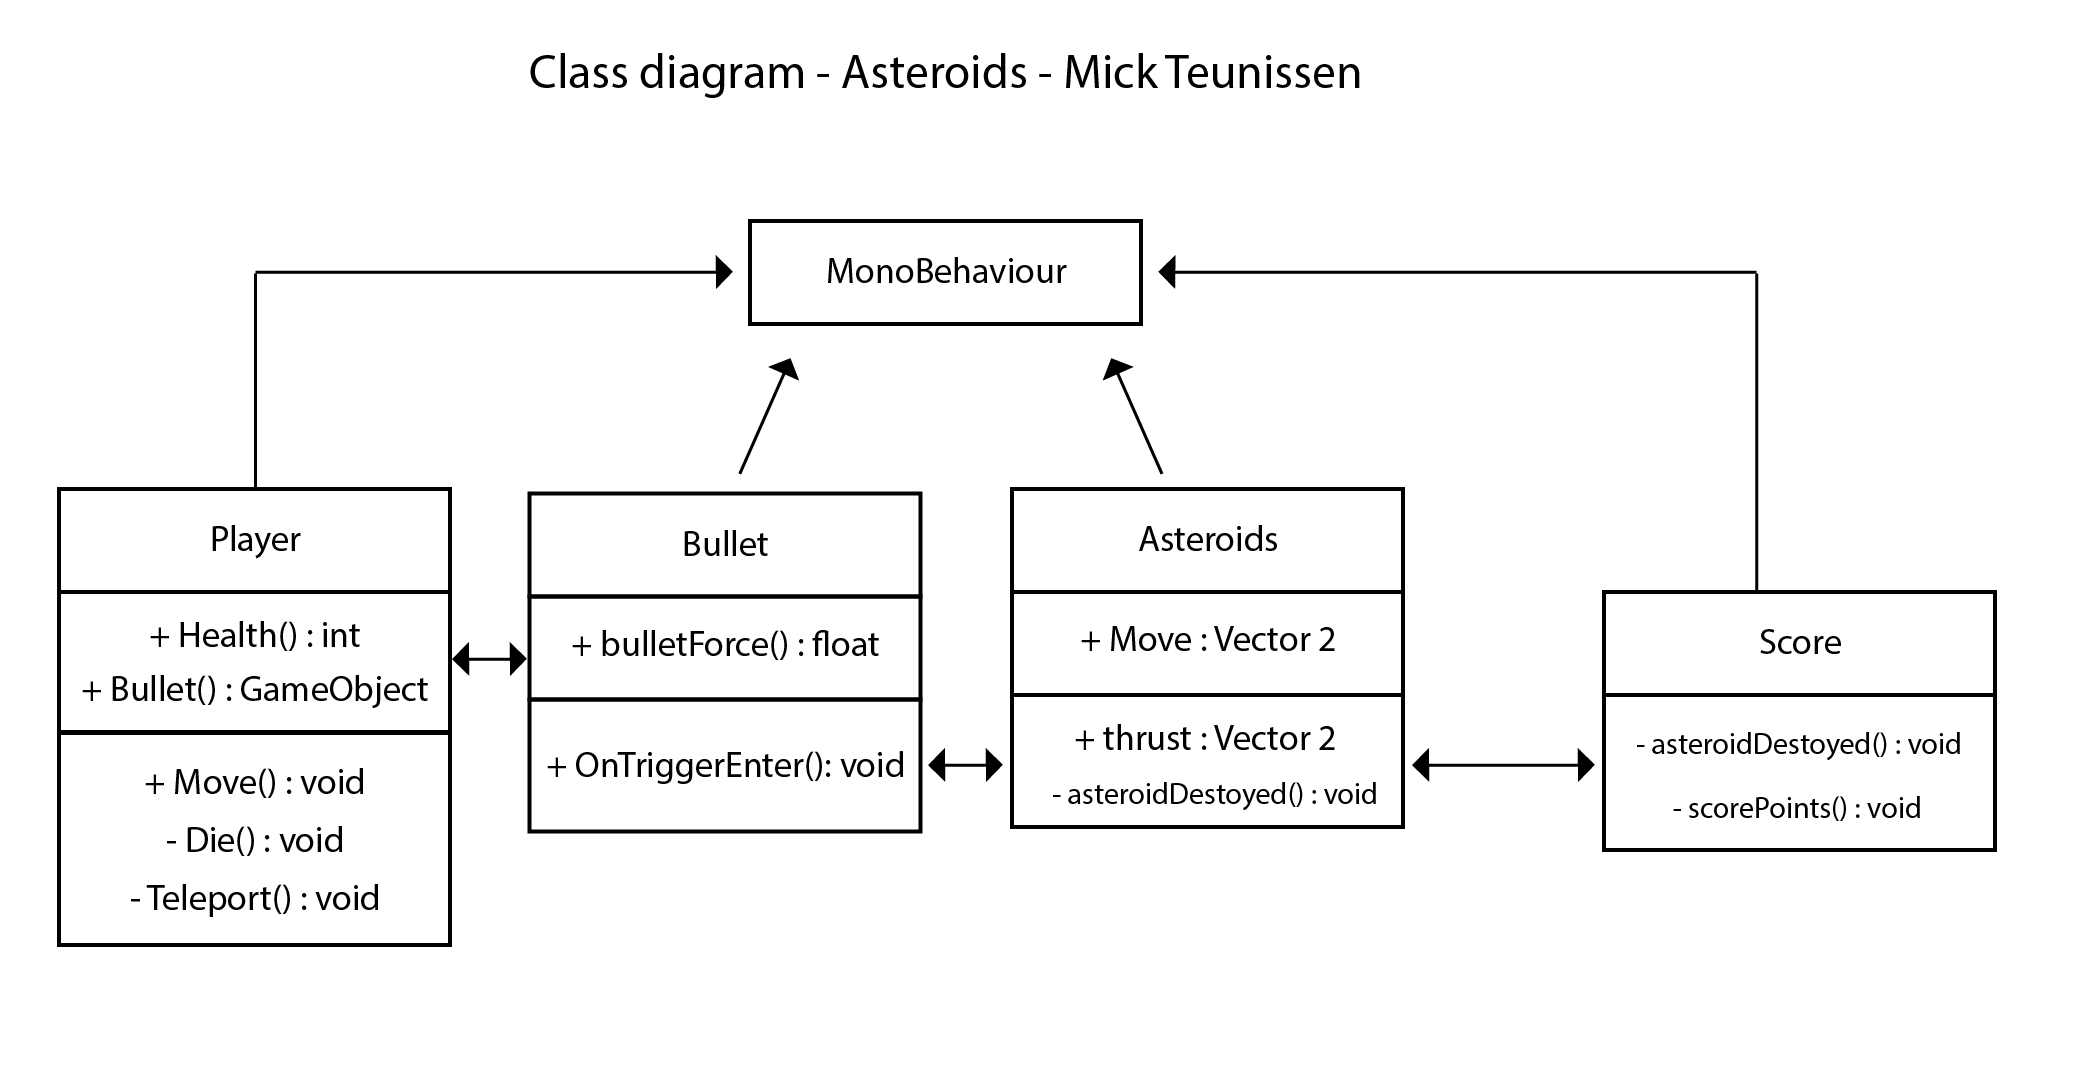 Class diagram - Asteroids - Mick Teunissen
MonoBehaviour
Player
+ Health() : int
+ Bullet() : GameObject
+ Move() : void
- Die() : void
- Teleport() : void
Bullet
+ bulletForce() : float
+ OnTriggerEnter(): void
Asteroids
+ Move : Vector 2
+ thrust : Vector 2
- asteroidDestoyed() : void
Score
- asteroidDestoyed() : void
- scorePoints() : void